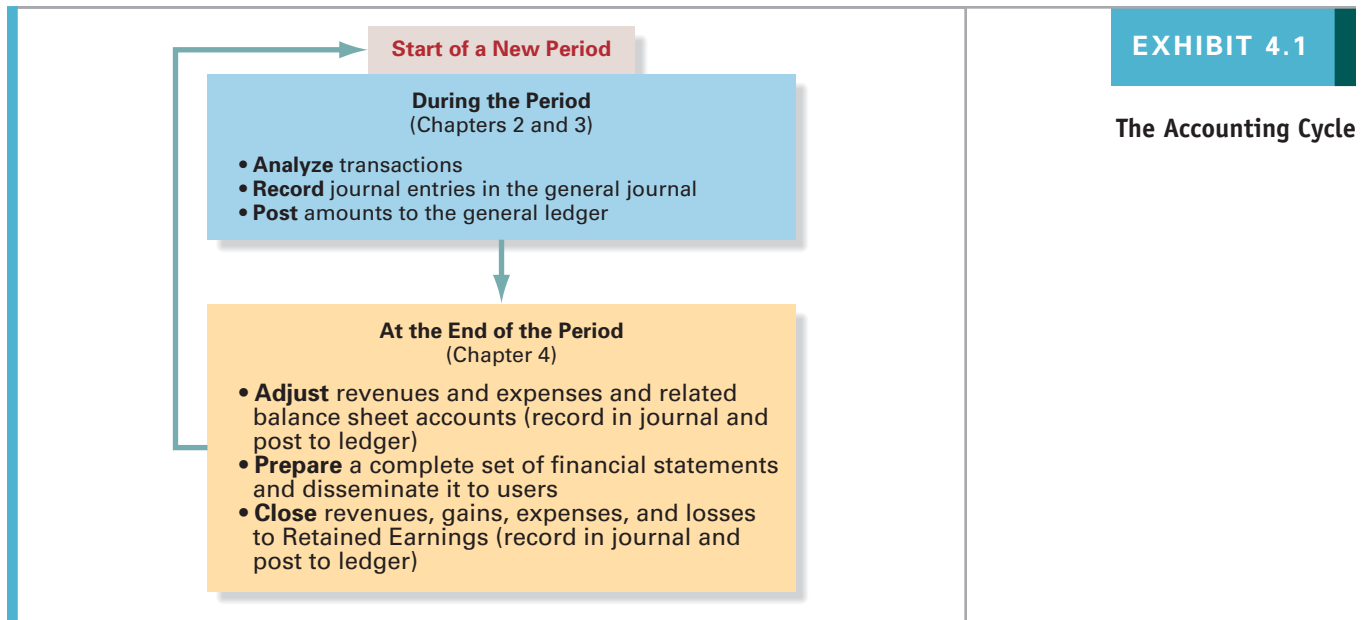 Start of a New Period
During the Period
(Chapters 2 and 3)
• Analyze transactions
• Record journal entries in the general journal
• Post amounts to the general ledger
At the End of the Period
(Chapter 4)
• Adjust revenues and expenses and related
balance sheet accounts (record in journal and
post to ledger)
• Prepare a complete set of financial statements
and disseminate it to users
• Close revenues, gains, expenses, and losses
to Retained Earnings (record in journal and
post to ledger)
EXHIBIT 4.1
The Accounting Cycle